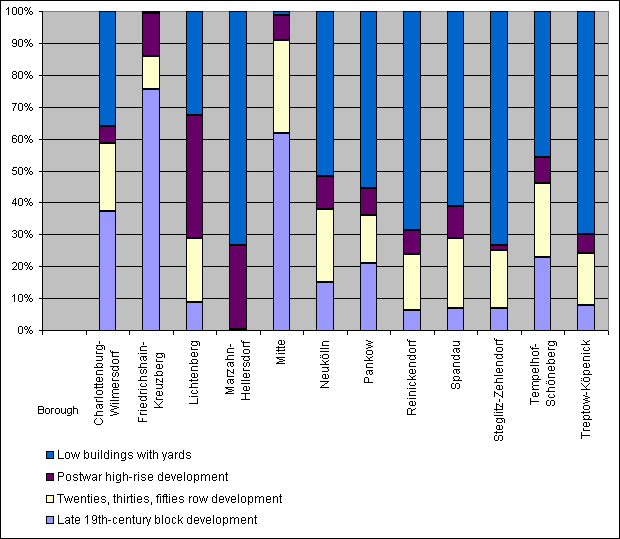 100%
90%
80%
70%
60%
50%
40%
30%
20%
10%
0%
Borough
Charlottenburg-
Wilmersdorf
Friedrichshain-
Kreuzberg
Lichtenberg
Marzahn-
Hellersdorf
Mitte
Neukölln
Pankow
Reinickendorf
Spandau
Steglitz-Zehlendorf
Tempelhof-
Schöneberg
Treptow-Köpenick
Low buildings with yards
Postwar high-rise development
Twenties, thirties, fifties row development
Late 19th-century block development